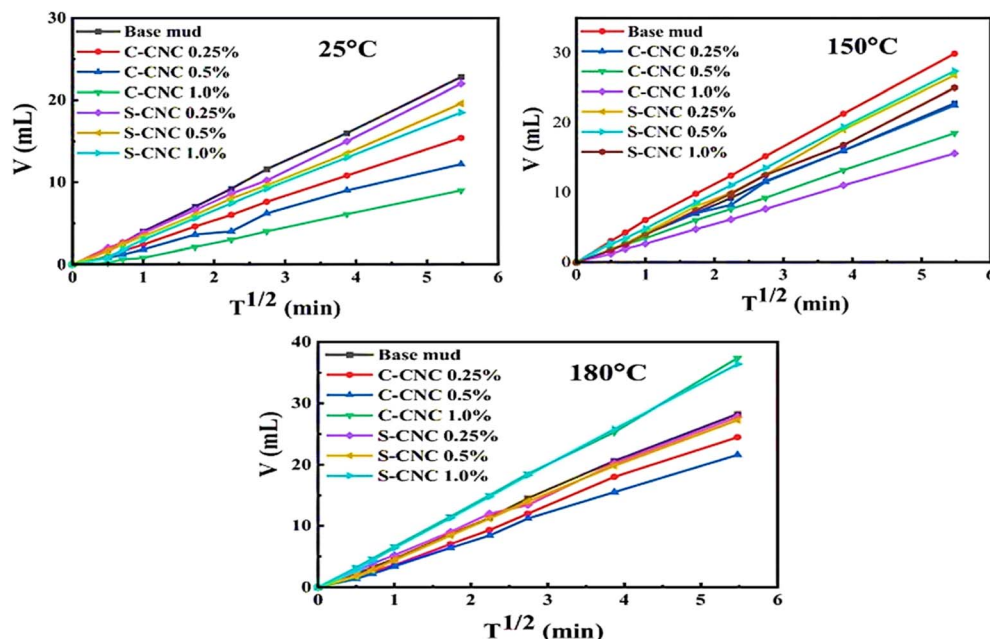 30
20
10
0
V (mL)
Base mud
C-CNC 0.25%
C-CNC 0.5%
C-CNC 1.0%
S-CNC 0.25%
S-CNC 0.5%
S-CNC 1.0%
25°C
0 1 2 3 4 5 6
T1/2 (min)
30
20
10
0
V (mL)
Base mud
C-CNC 0.25%
C-CNC 0.5%
C-CNC 1.0%
S-CNC 0.25%
S-CNC 0.5%
S-CNC 1.0%
150°C
0 1 2 3 4 5 6
T1/2 (min)
40
30
20
10
0
V (mL)
Base mud
C-CNC 0.25%
C-CNC 0.5%
C-CNC 1.0%
S-CNC 0.25%
S-CNC 0.5%
S-CNC 1.0%
180°C
0 1 2 3 4 5 6
T1/2 (min)